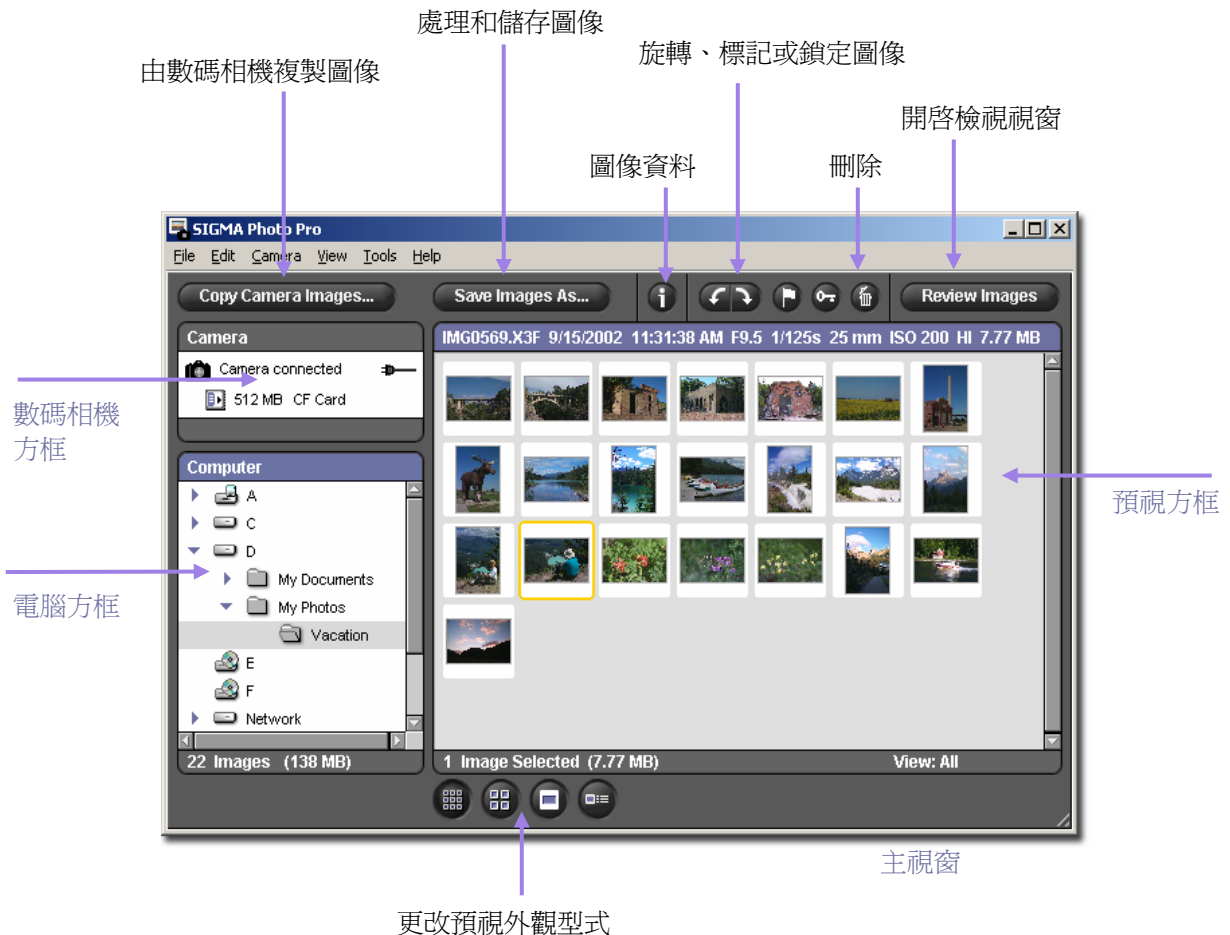 處理和儲存圖像
旋轉、標記或鎖定圖像
由數碼相機複製圖像
開啓檢視視窗
圖像資料
刪除
SIGMA Photo Pro
File Edit Camera View Tools Help
Copy Camera Images...
Save Images As...
Review Images
Camera
IMG0569.X3F 9/15/2002 11:31:38 AM F9.5 1/125s 25 mm ISO 200 HI 7.77 MB
Camera connected
512 MB CF Card
數碼相機
方框
Computer
A
C
D
My Documents
My Photos
Vacation
E
F
Network
預視方框
電腦方框
22 Images (138 MB)
1 Image Selected (7.77 MB)
View: All
主視窗
更改預視外觀型式